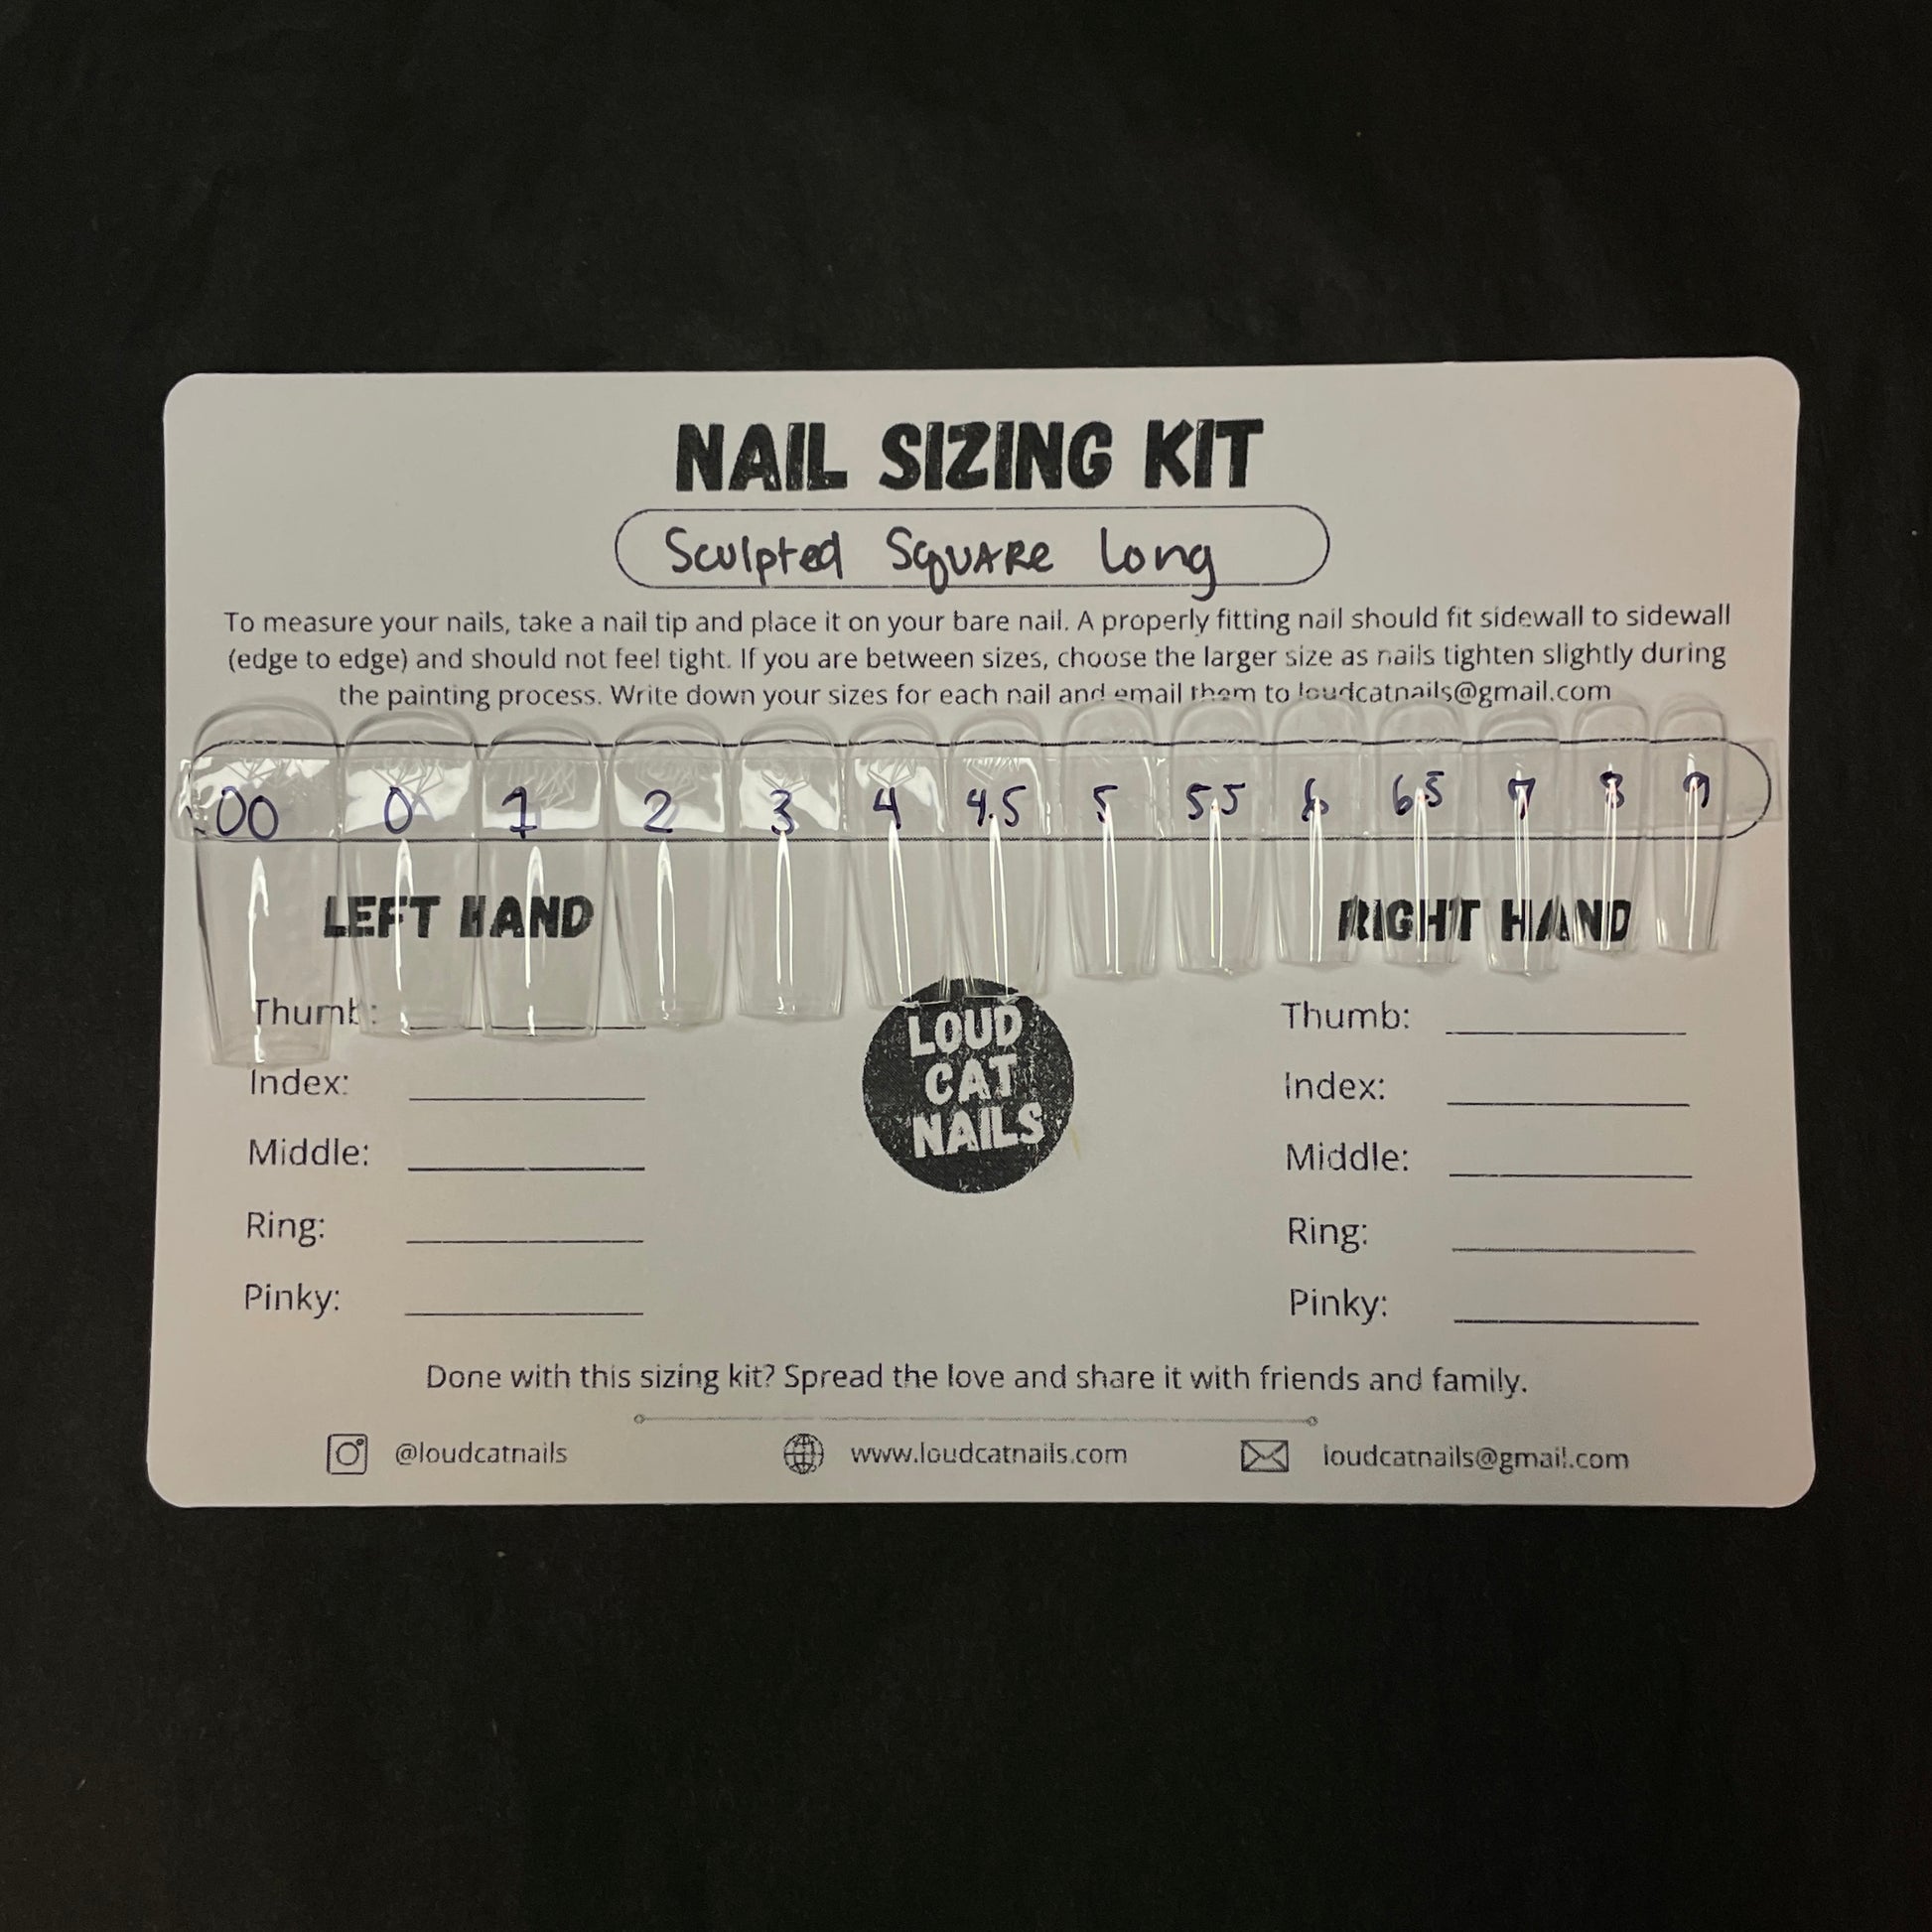 NAIL SIZING KIT
Sculpted Square Long
To measure your nails, take a nail tip and place it on your bare nail. A properly fitting nail should fit sidewall to sidewall
(edge to edge) and should not feel tight. If you are between sizes, choose the larger size as nails tighten slightly during
the painting process. Write down your sizes for each nail and email them to loudcatnails@gmail.com
00 0 1 2 3 4 4.5 5 5.5 6 6.5 7 8 9
LEFT HAND
Thumb:
Index:
Middle:
Ring:
Pinky:
LOUD
CAT
NAILS
RIGHT HAND
Thumb:
Index:
Middle:
Ring:
Pinky:
Done with this sizing kit? Spread the love and share it with friends and family.
@loudcatnails www.loudcatnails.com loudcatnails@gmail.com